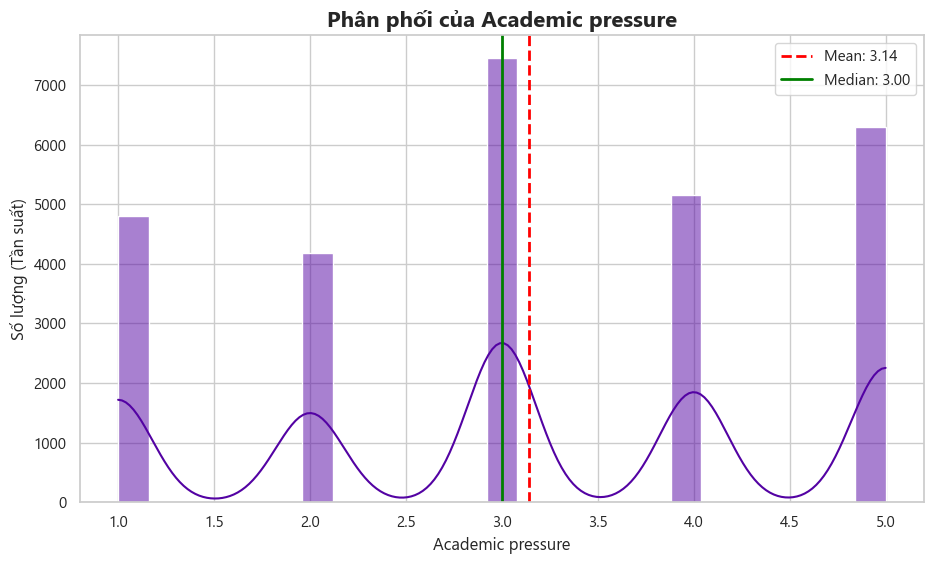 Phân phối của Academic pressure
Mean: 3.14
Median: 3.00
Số lượng (Tần suất)
7000
6000
5000
4000
3000
2000
1000
0
1.0 1.5 2.0 2.5 3.0 3.5 4.0 4.5 5.0
Academic pressure